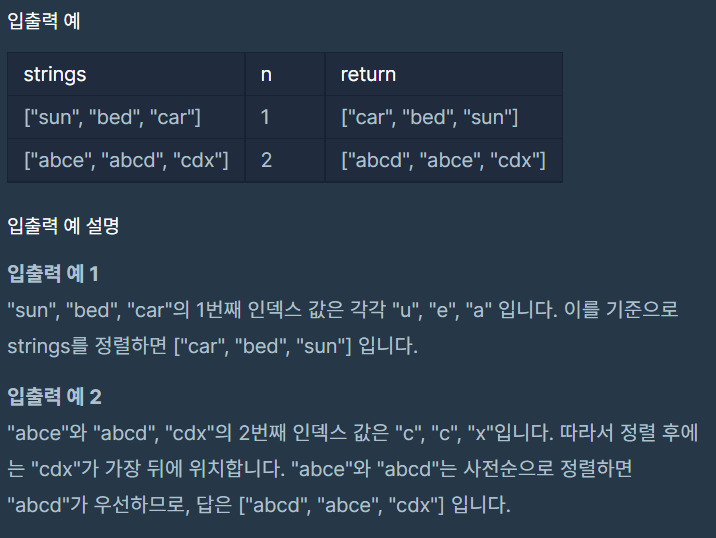 입출력 예
strings n return
["sun", "bed", "car"] 1 ["car", "bed", "sun"]
["abce", "abcd", "cdx"] 2 ["abcd", "abce", "cdx"]
입출력 예 설명
입출력 예 1
"sun", "bed", "car"의 1번째 인덱스 값은 각각 "u", "e", "a" 입니다. 이를 기준으로
strings를 정렬하면 ["car", "bed", "sun"] 입니다.
입출력 예 2
"abce"와 "abcd", "cdx"의 2번째 인덱스 값은 "c", "c", "x"입니다. 따라서 정렬 후에
는 "cdx"가 가장 뒤에 위치합니다. "abce"와 "abcd"는 사전순으로 정렬하면
"abcd"가 우선하므로, 답은 ["abcd", "abce", "cdx"] 입니다.